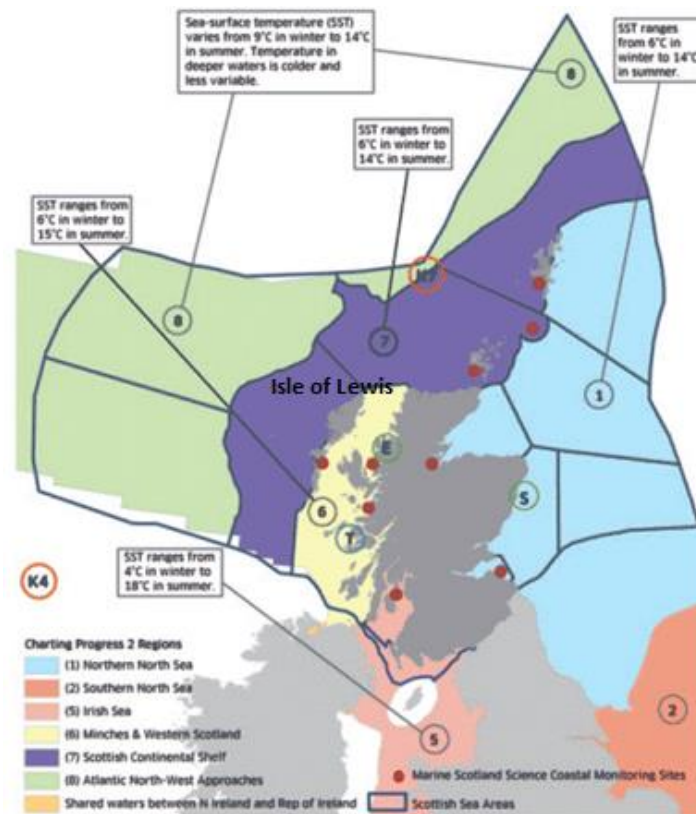 Sea-surface temperature (SST)
varies from 9°C in winter to 14°C
in summer. Temperature in
deeper waters is colder and
less variable.
SST ranges
from 6°C in
winter to 14°C
in summer.
8
SST ranges from
6°C in winter to
14°C in summer.
SST ranges from
6°C in winter to
15°C in summer.
K7
8
7
Isle of Lewis
1
E
6
S
T
SST ranges from
4°C in winter to
18°C in summer.
K4
Charting Progress 2 Regions
(1) Northern North Sea
(2) Southern North Sea
(5) Irish Sea
(6) Minches & Western Scotland
(7) Scottish Continental Shelf
(8) Atlantic North-West Approaches
Shared waters between N Ireland and Rep of Ireland
2
5
Marine Scotland Science Coastal Monitoring Sites
Scottish Sea Areas